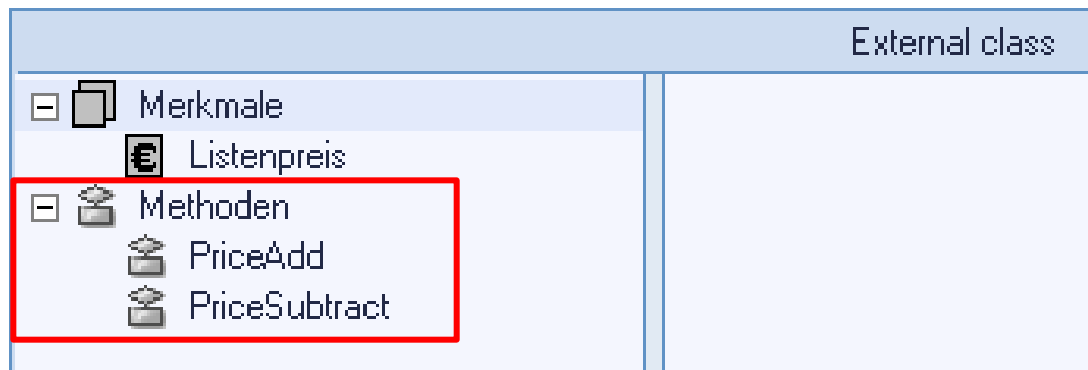 External class
Merkmale
€ Listenpreis
Methoden
PriceAdd
PriceSubtract